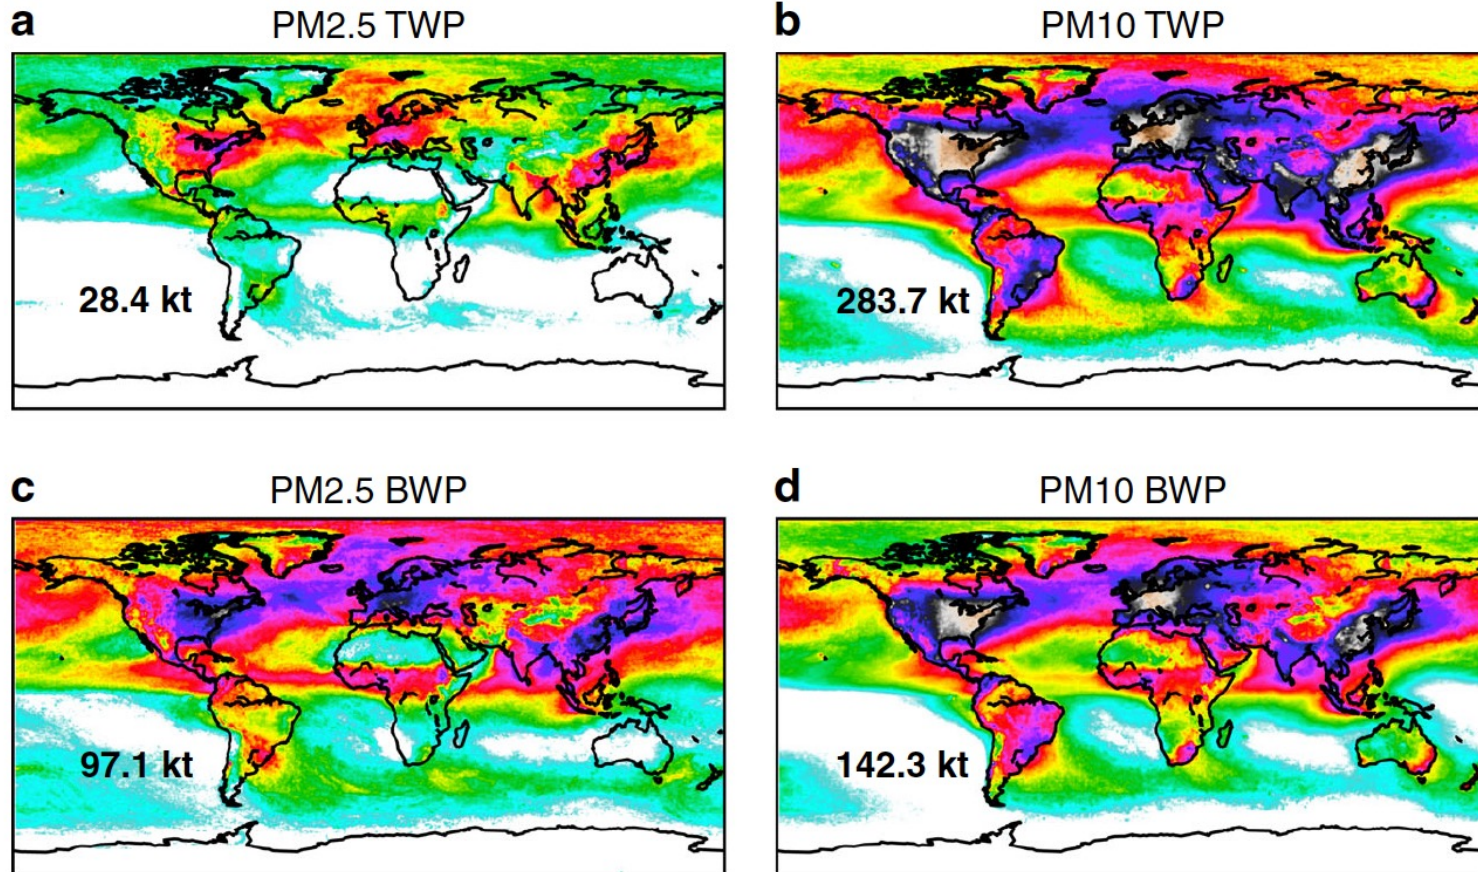 a PM2.5 TWP
b PM10 TWP
28.4 kt
283.7 kt
c PM2.5 BWP
d PM10 BWP
97.1 kt
142.3 kt